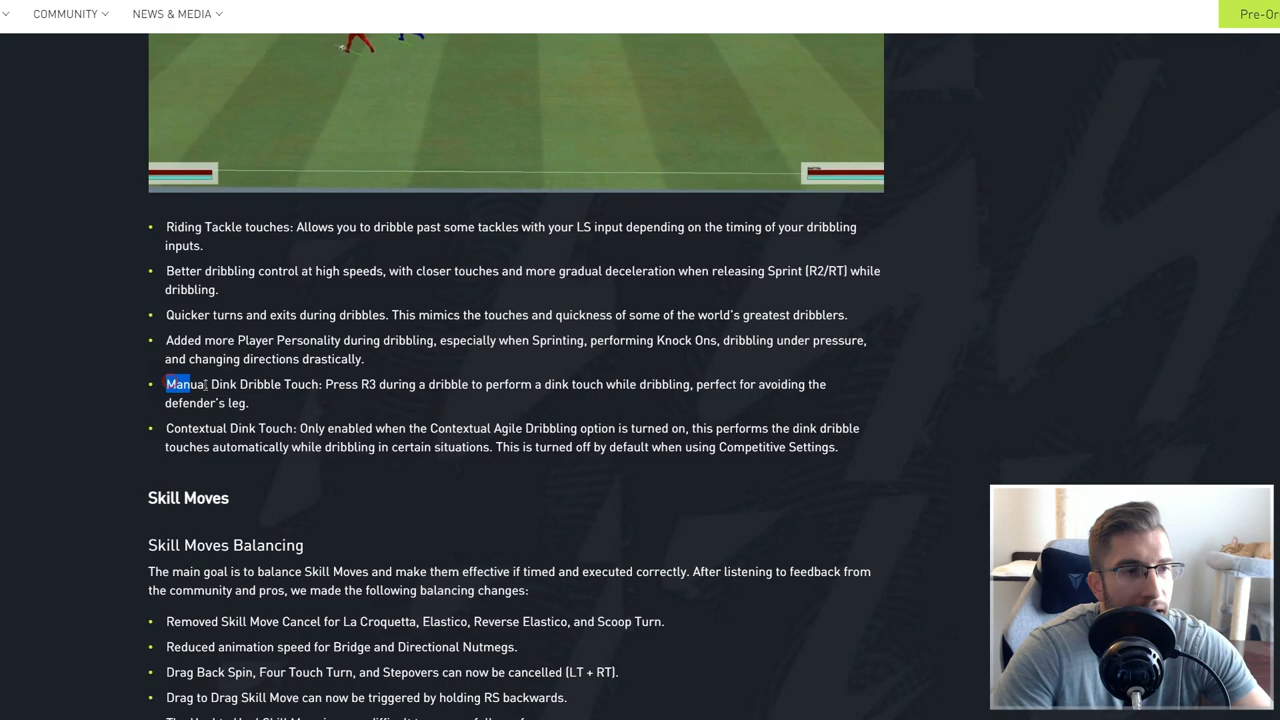 COMMUNITY
NEWS & MEDIA
Pre-Or
• Riding Tackle touches: Allows you to dribble past some tackles with your LS input depending on the timing of your dribbling
inputs.
• Better dribbling control at high speeds, with closer touches and more gradual deceleration when releasing Sprint (R2/RT) while
dribbling.
• Quicker turns and exits during dribbles. This mimics the touches and quickness of some of the world's greatest dribblers.
• Added more Player Personality during dribbling, especially when Sprinting, performing Knock Ons, dribbling under pressure,
and changing directions drastically.
• Manual Dink Dribble Touch: Press R3 during a dribble to perform a dink touch while dribbling, perfect for avoiding the
defender's leg.
• Contextual Dink Touch: Only enabled when the Contextual Agile Dribbling option is turned on, this performs the dink dribble
touches automatically while dribbling in certain situations. This is turned off by default when using Competitive Settings.
Skill Moves
Skill Moves Balancing
The main goal is to balance Skill Moves and make them effective if timed and executed correctly. After listening to feedback from
the community and pros, we made the following balancing changes:
• Removed Skill Move Cancel for La Croquetta, Elastico, Reverse Elastico, and Scoop Turn.
• Reduced animation speed for Bridge and Directional Nutmegs.
• Drag Back Spin, Four Touch Turn, and Stepovers can now be cancelled (LT + RT).
• Drag to Drag Skill Move can now be triggered by holding RS backwards.